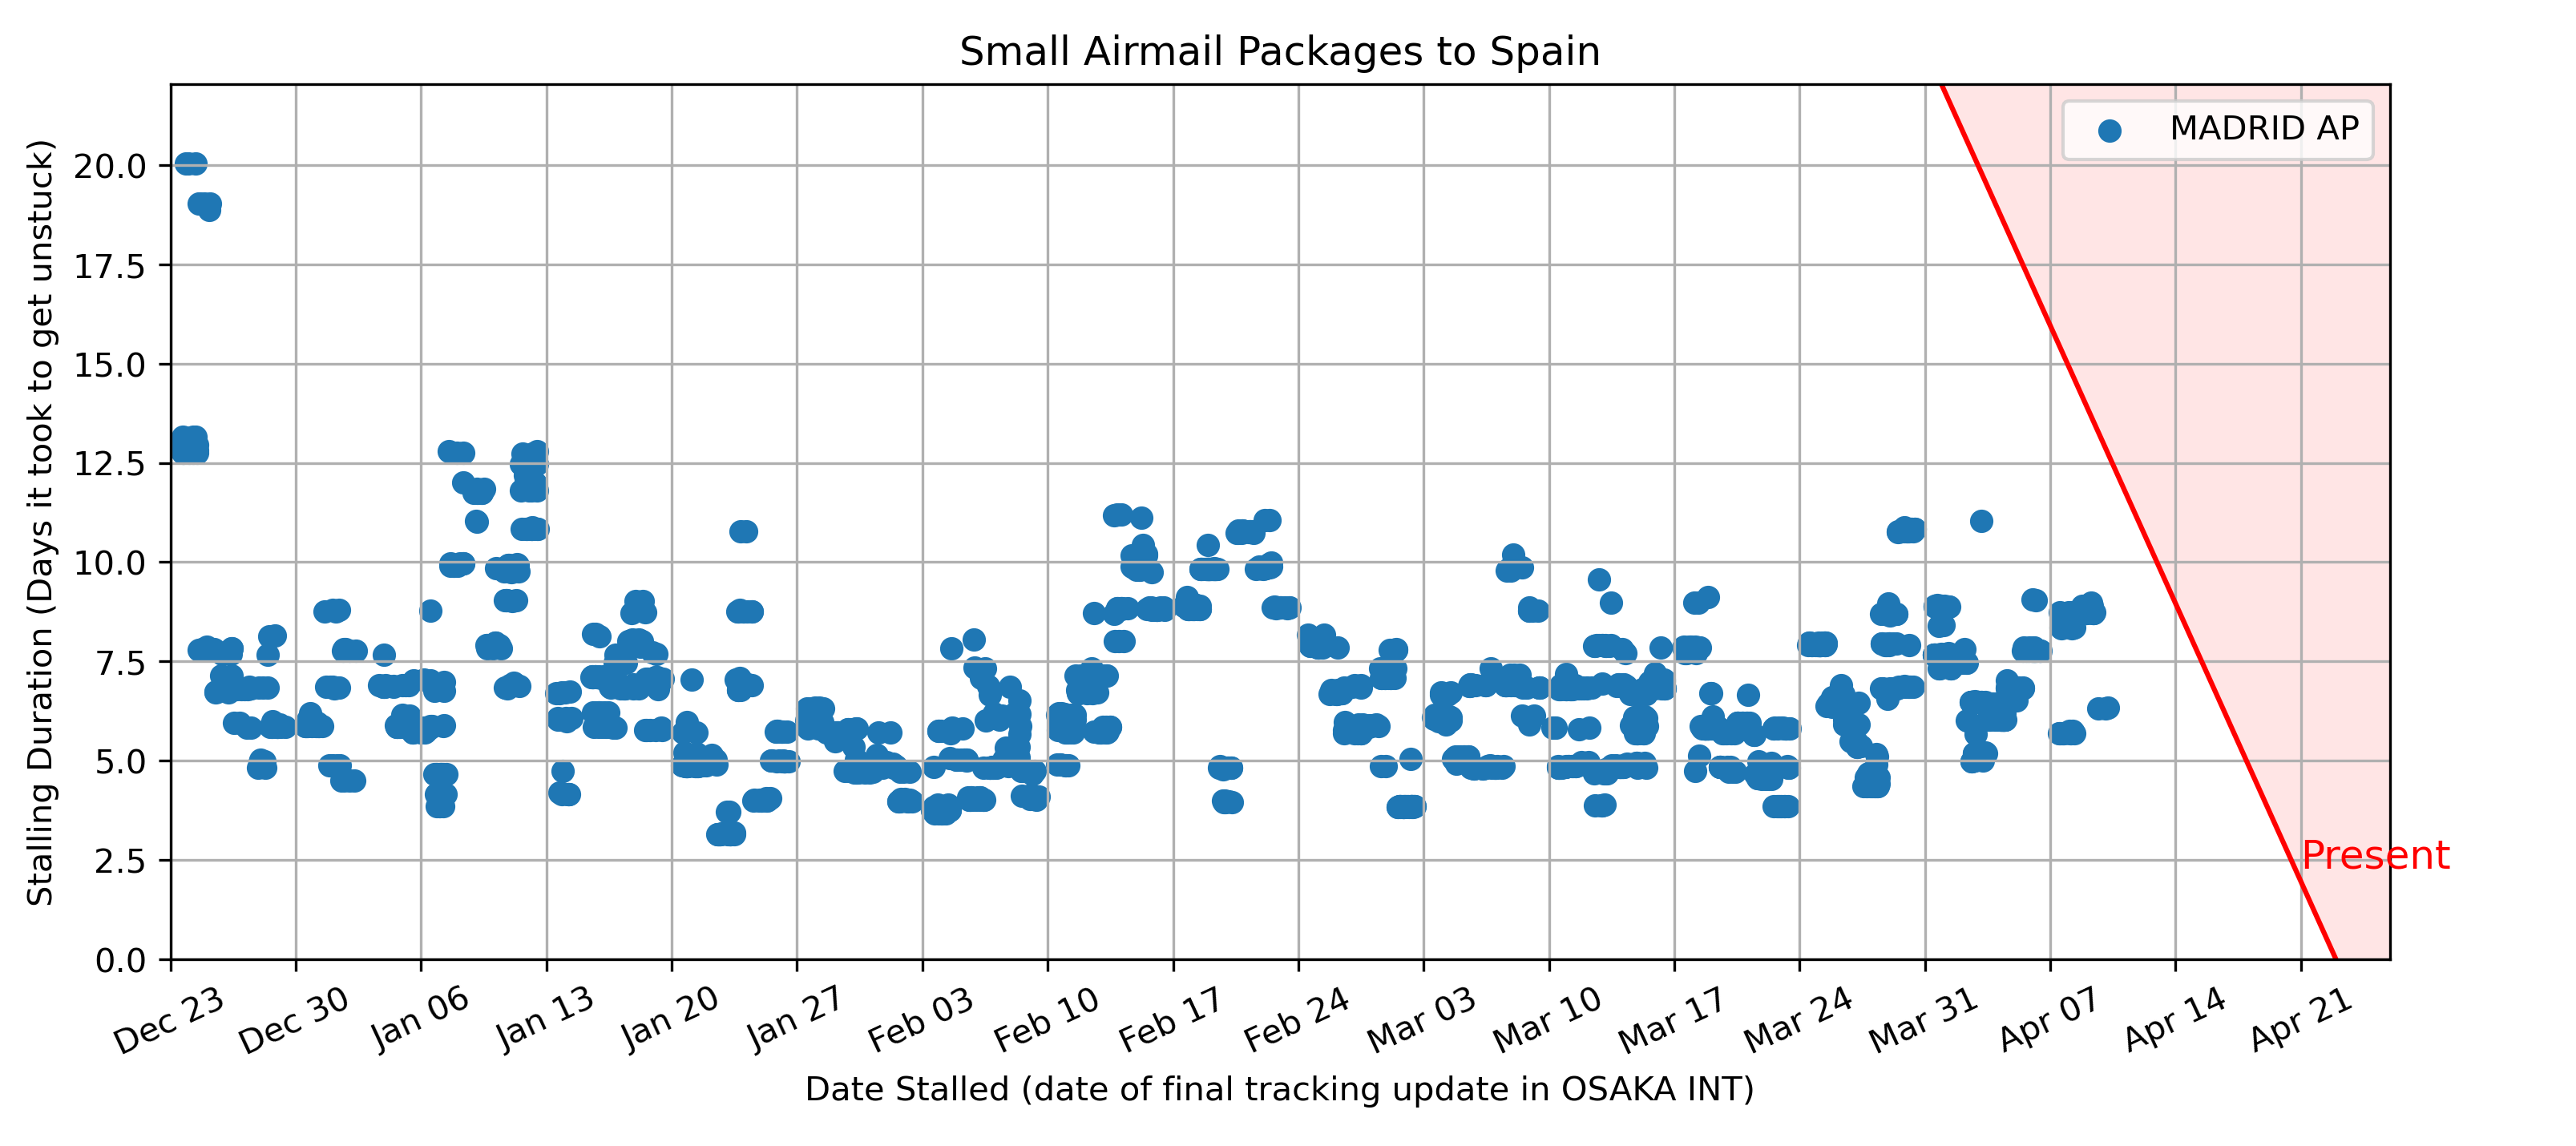 Small Airmail Packages to Spain
MADRID AP
Stalling Duration (Days it took to get unstuck)
20.0
17.5
15.0
12.5
10.0
7.5
5.0
2.5
0.0
Present
Dec 23
Dec 30
Jan 06
Jan 13
Jan 20
Jan 27
Feb 03
Feb 10
Feb 17
Feb 24
Mar 03
Mar 10
Mar 17
Mar 24
Mar 31
Apr 07
Apr 14
Apr 21
Date Stalled (date of final tracking update in OSAKA INT)